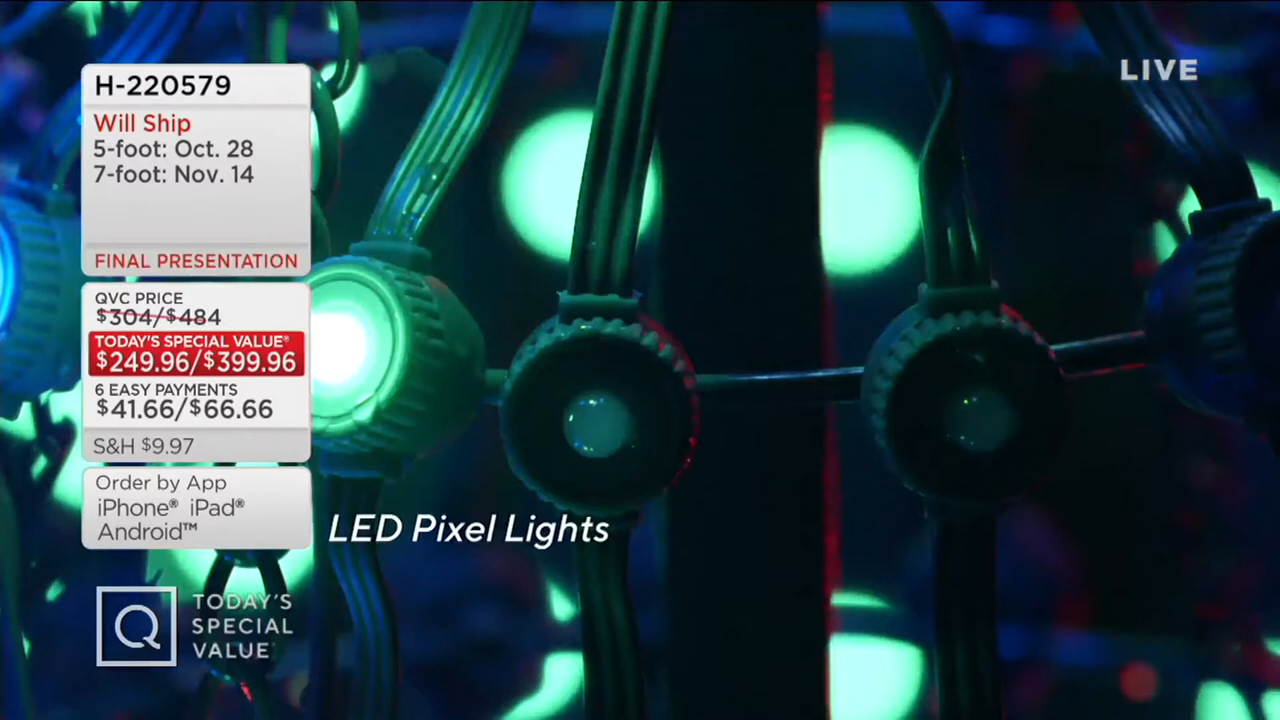 H-220579
Will Ship
5-foot: Oct. 28
7-foot: Nov. 14
FINAL PRESENTATION
QVC PRICE
$304/$484
TODAY'S SPECIAL VALUE®
$249.96/$399.96
6 EASY PAYMENTS
$41.66/$66.66
S&H $9.97
Order by App
iPhone® iPad®
Android™
LED Pixel Lights
Q
TODAY'S
SPECIAL
VALUE
LIVE